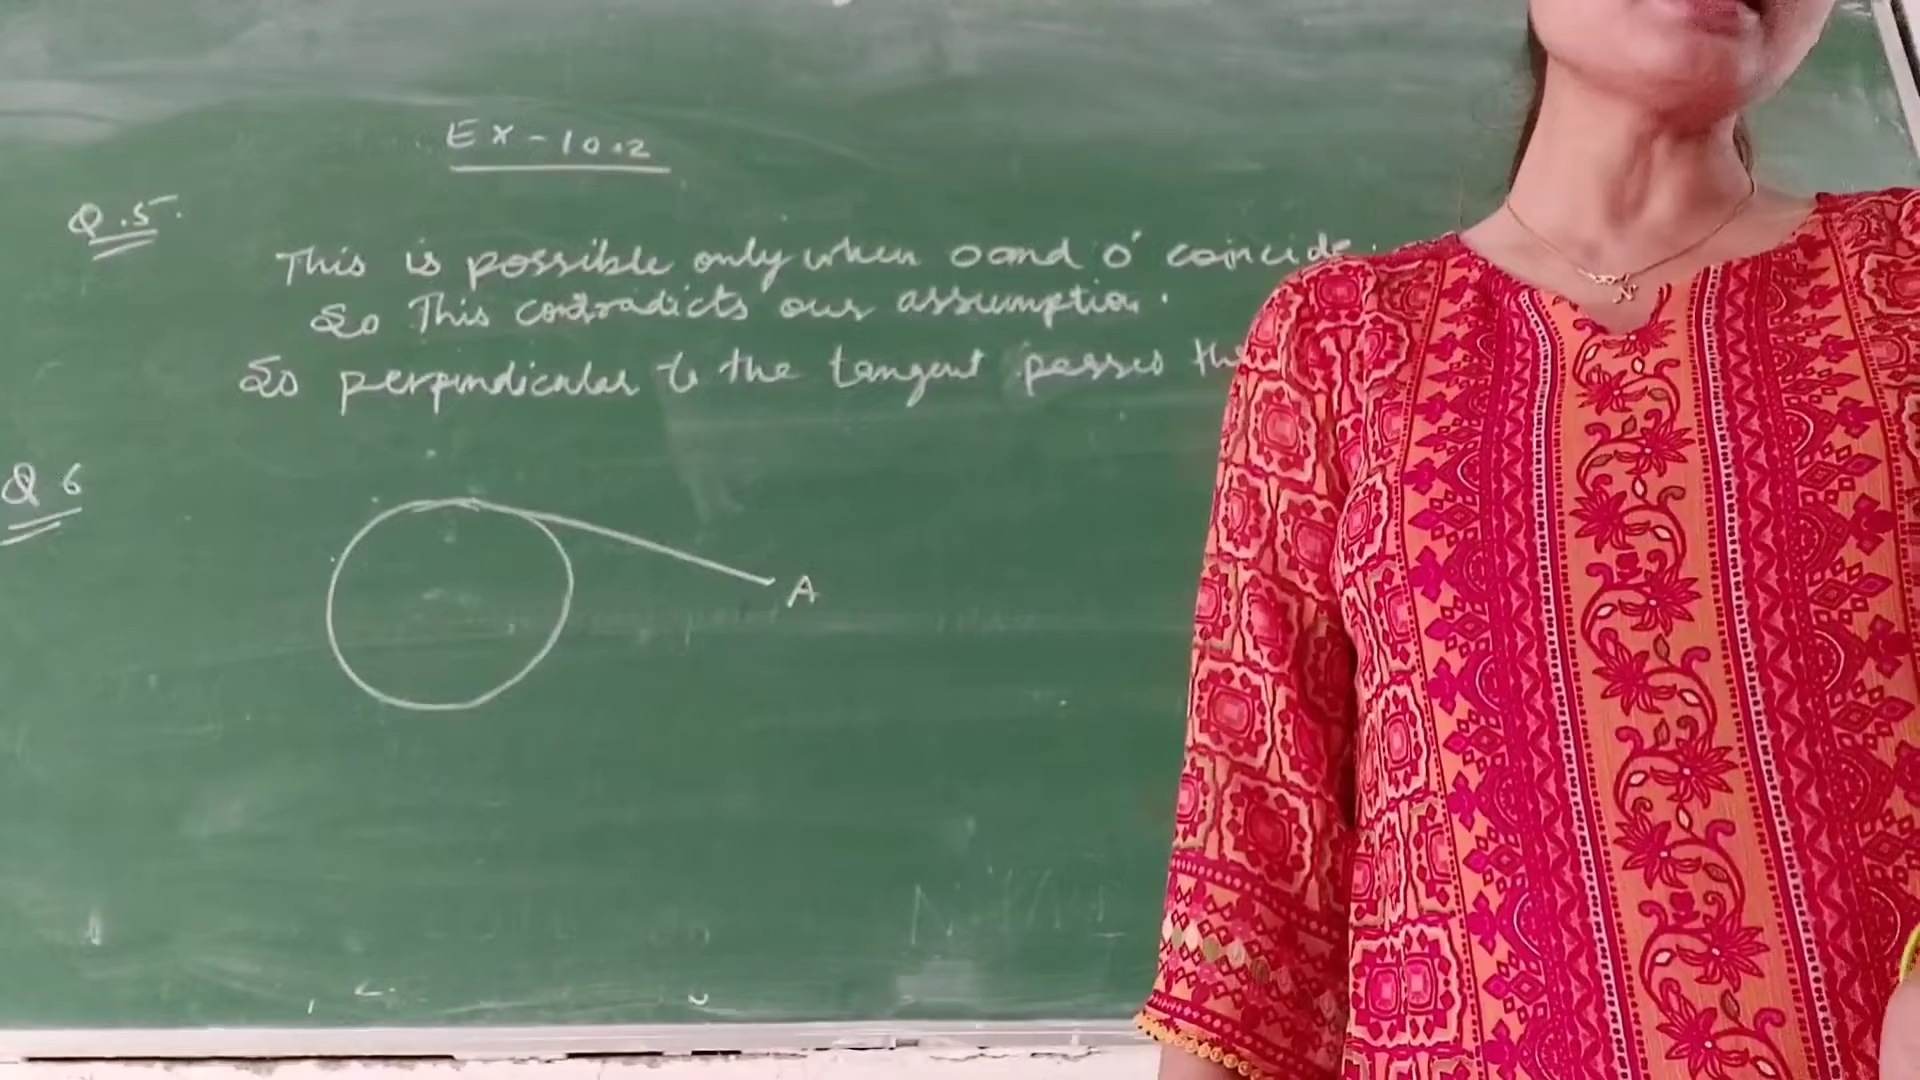 Ex-10.2
Q.5.
This is possible only when O and O' coincide.
So This contradicts our assumption.
So perpendicular to the tangent passes
Q 6
A